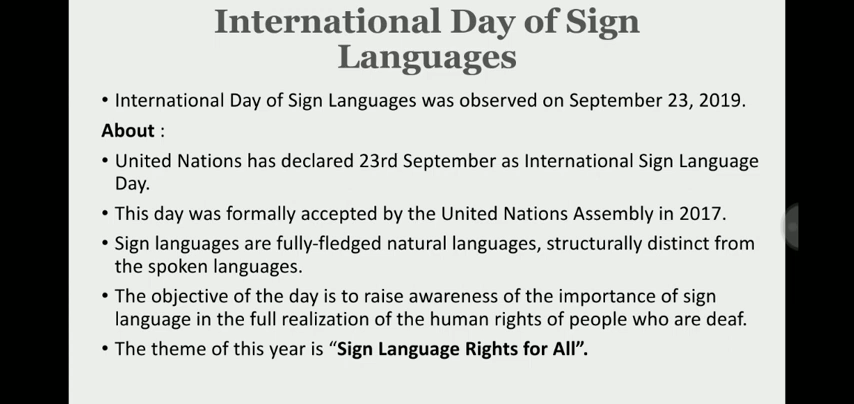 International Day of Sign
Languages
• International Day of Sign Languages was observed on September 23, 2019.
About :
• United Nations has declared 23rd September as International Sign Language
Day.
• This day was formally accepted by the United Nations Assembly in 2017.
• Sign languages are fully-fledged natural languages, structurally distinct from
the spoken languages.
• The objective of the day is to raise awareness of the importance of sign
language in the full realization of the human rights of people who are deaf.
• The theme of this year is “Sign Language Rights for All”.